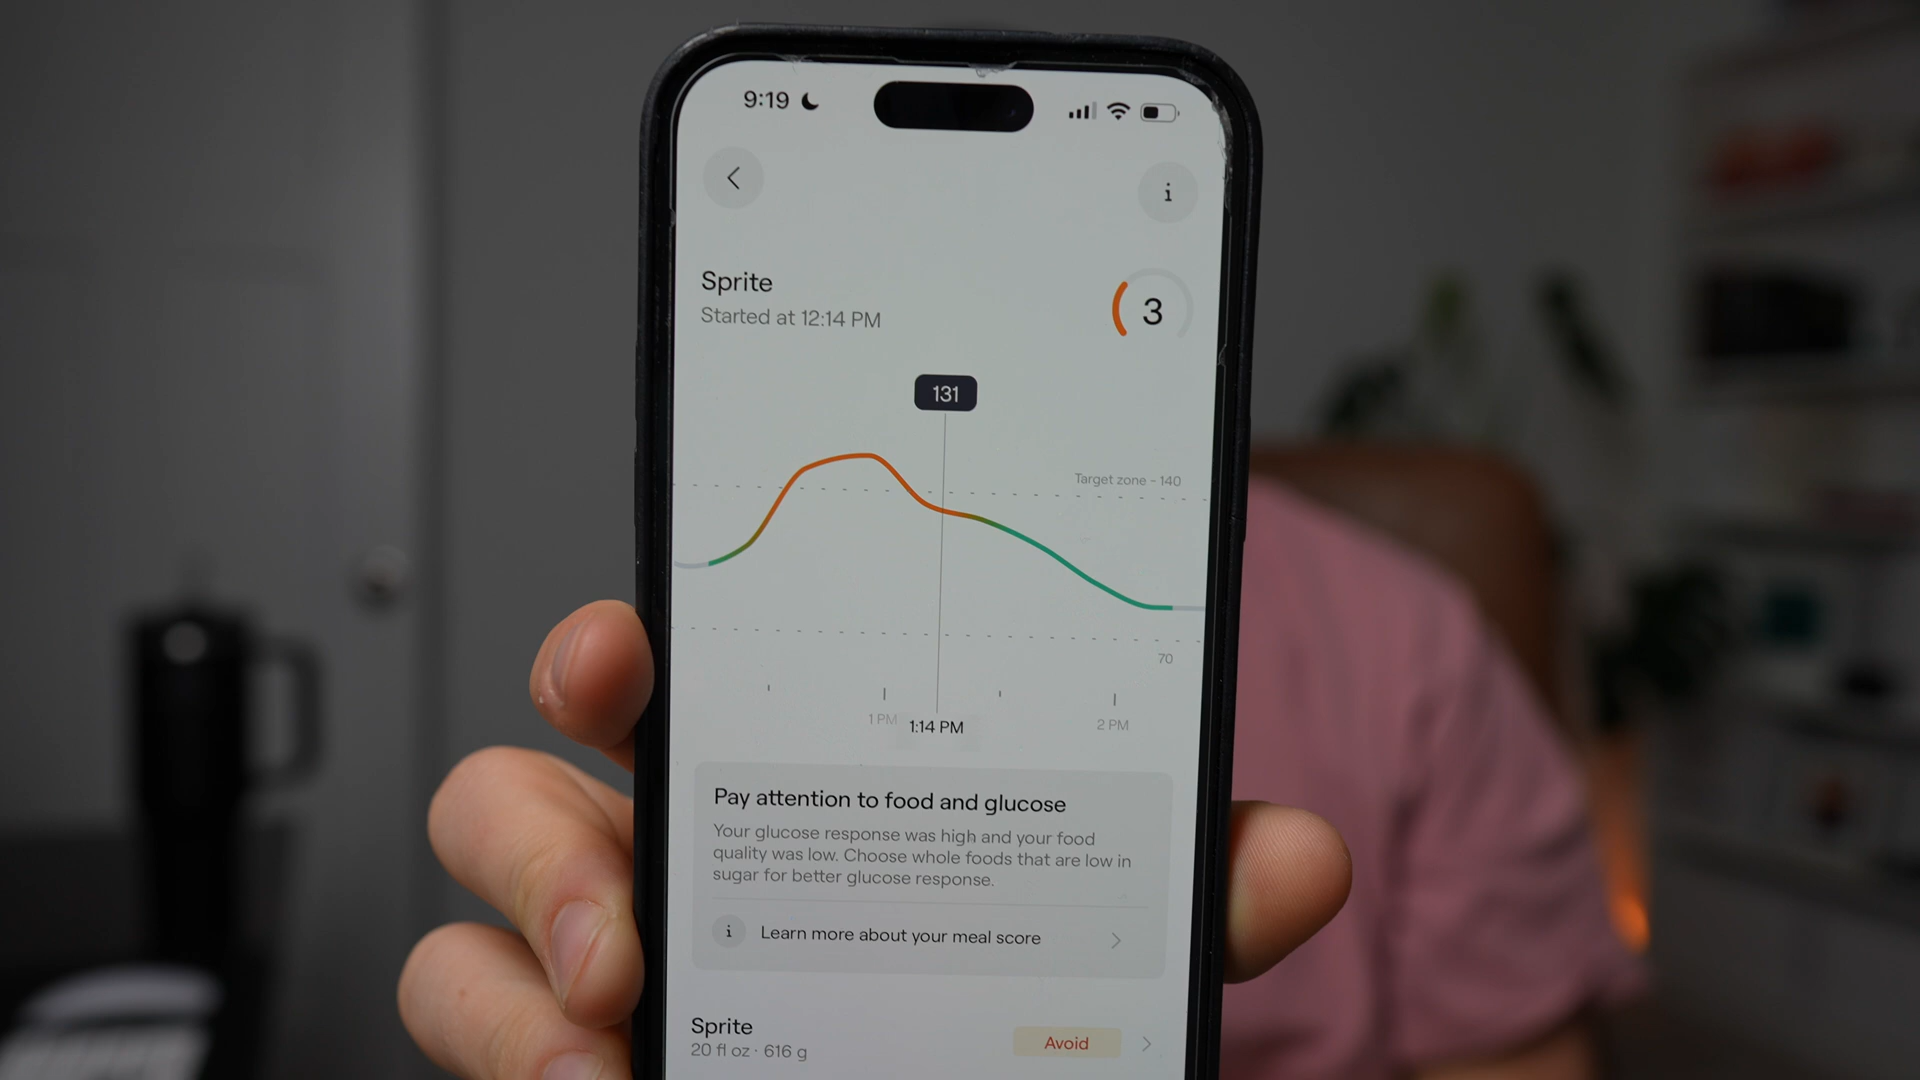 9:19
i
Sprite
Started at 12:14 PM
3
131
Target zone - 140
70
1 PM
1:14 PM
2 PM
Pay attention to food and glucose
Your glucose response was high and your food
quality was low. Choose whole foods that are low in
sugar for better glucose response.
i Learn more about your meal score
Sprite
20 fl oz · 616 g
Avoid